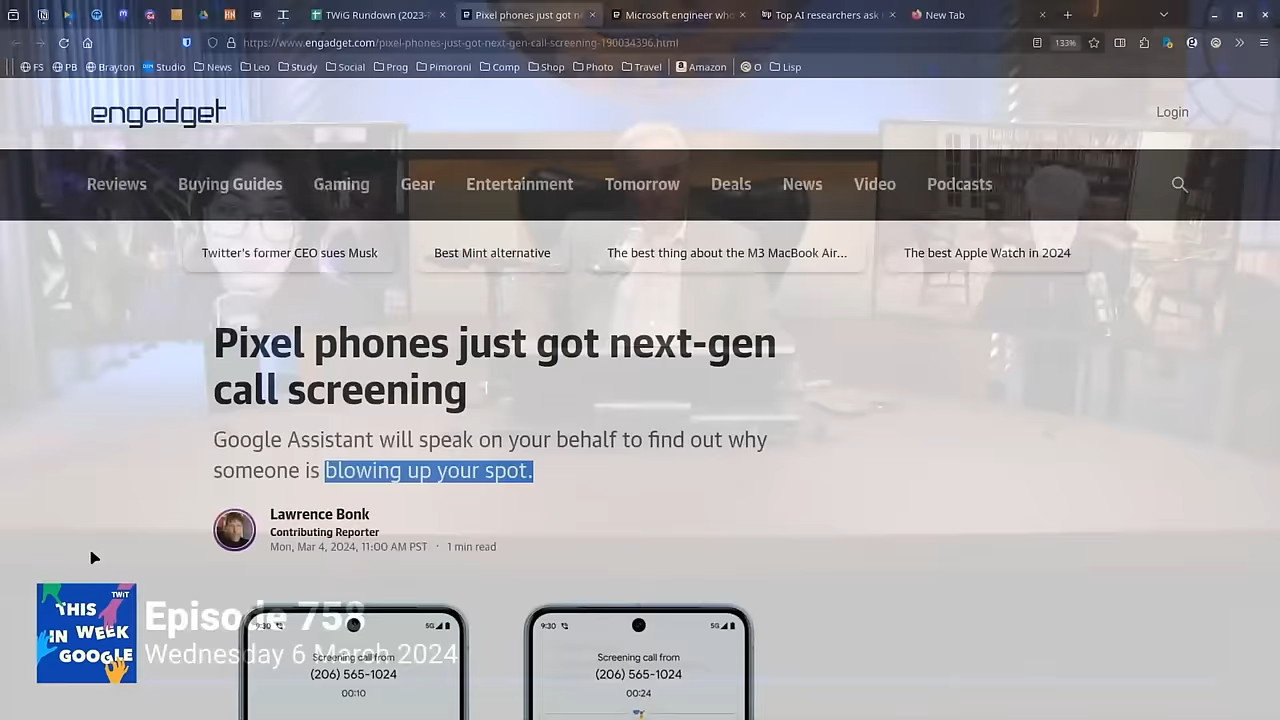 TWiG Rundown (2023-
Pixel phones just got n
Microsoft engineer who
Top AI researchers ask
New Tab
https://www.engadget.com/pixel-phones-just-got-next-gen-call-screening-190034396.html
133%
FS PB Brayton Studio News Leo Study Social Prog Pimoroni Comp Shop Photo Travel Amazon O Lisp
engadget
Login
Reviews Buying Guides Gaming Gear Entertainment Tomorrow Deals News Video Podcasts
Twitter's former CEO sues Musk
Best Mint alternative
The best thing about the M3 MacBook Air...
The best Apple Watch in 2024
Pixel phones just got next-gen
call screening
Google Assistant will speak on your behalf to find out why
someone is blowing up your spot.
Lawrence Bonk
Contributing Reporter
Mon, Mar 4, 2024, 11:00 AM PST · 1 min read
TWiT
THIS
IN WEEK
GOOGLE
Episode 758
Wednesday 6 March 2024
9:30
5G
Screening call from
(206) 565-1024
00:10
9:30
5G
Screening call from
(206) 565-1024
00:24